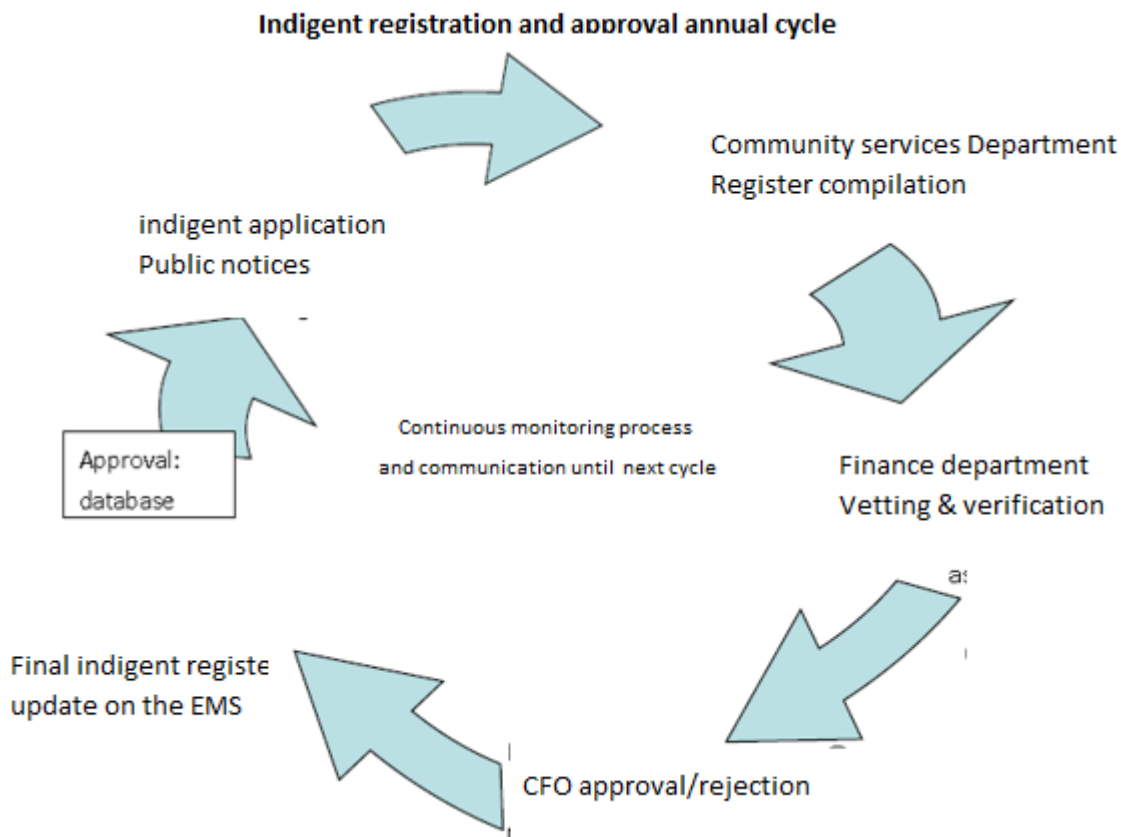 Indigent registration and approval annual cycle
Community services Department
Register compilation
indigent application
Public notices
Continuous monitoring process
and communication until next cycle
Approval:
database
Finance department
Vetting & verification
as
Final indigent registe
update on the EMS
CFO approval/rejection